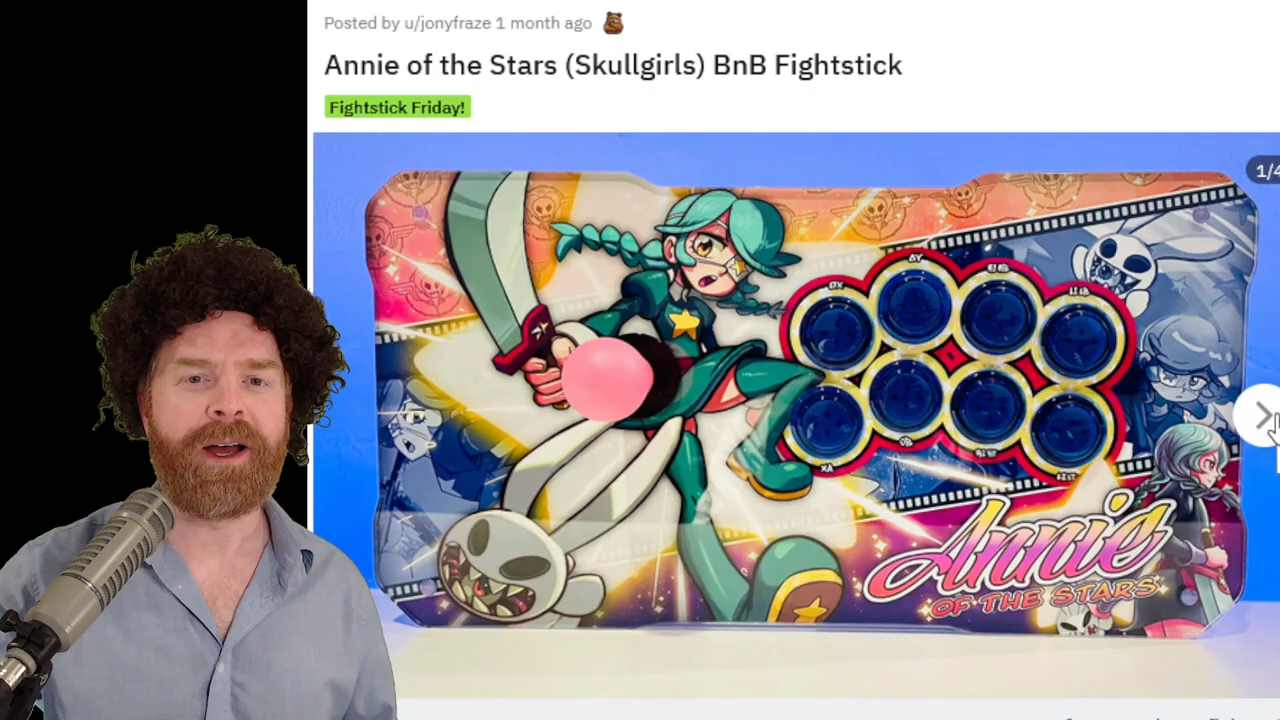 Posted by u/jonyfraze 1 month ago
Annie of the Stars (Skullgirls) BnB Fightstick
Fightstick Friday!
1/4
Annie
OF THE STARS